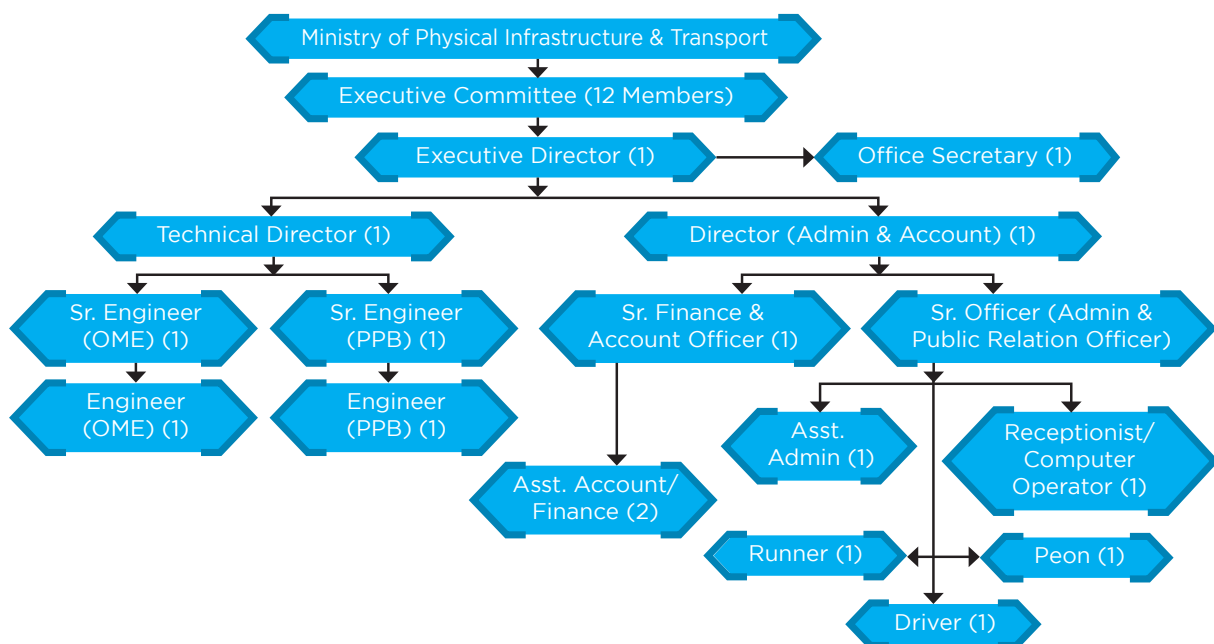 Ministry of Physical Infrastructure & Transport
Executive Committee (12 Members)
Executive Director (1)
Office Secretary (1)
Technical Director (1)
Director (Admin & Account) (1)
Sr. Engineer
(OME) (1)
Sr. Engineer
(PPB) (1)
Sr. Finance &
Account Officer (1)
Sr. Officer (Admin &
Public Relation Officer)
Engineer
(OME) (1)
Engineer
(PPB) (1)
Asst.
Admin (1)
Receptionist/
Computer
Operator (1)
Asst. Account/
Finance (2)
Runner (1)
Peon (1)
Driver (1)